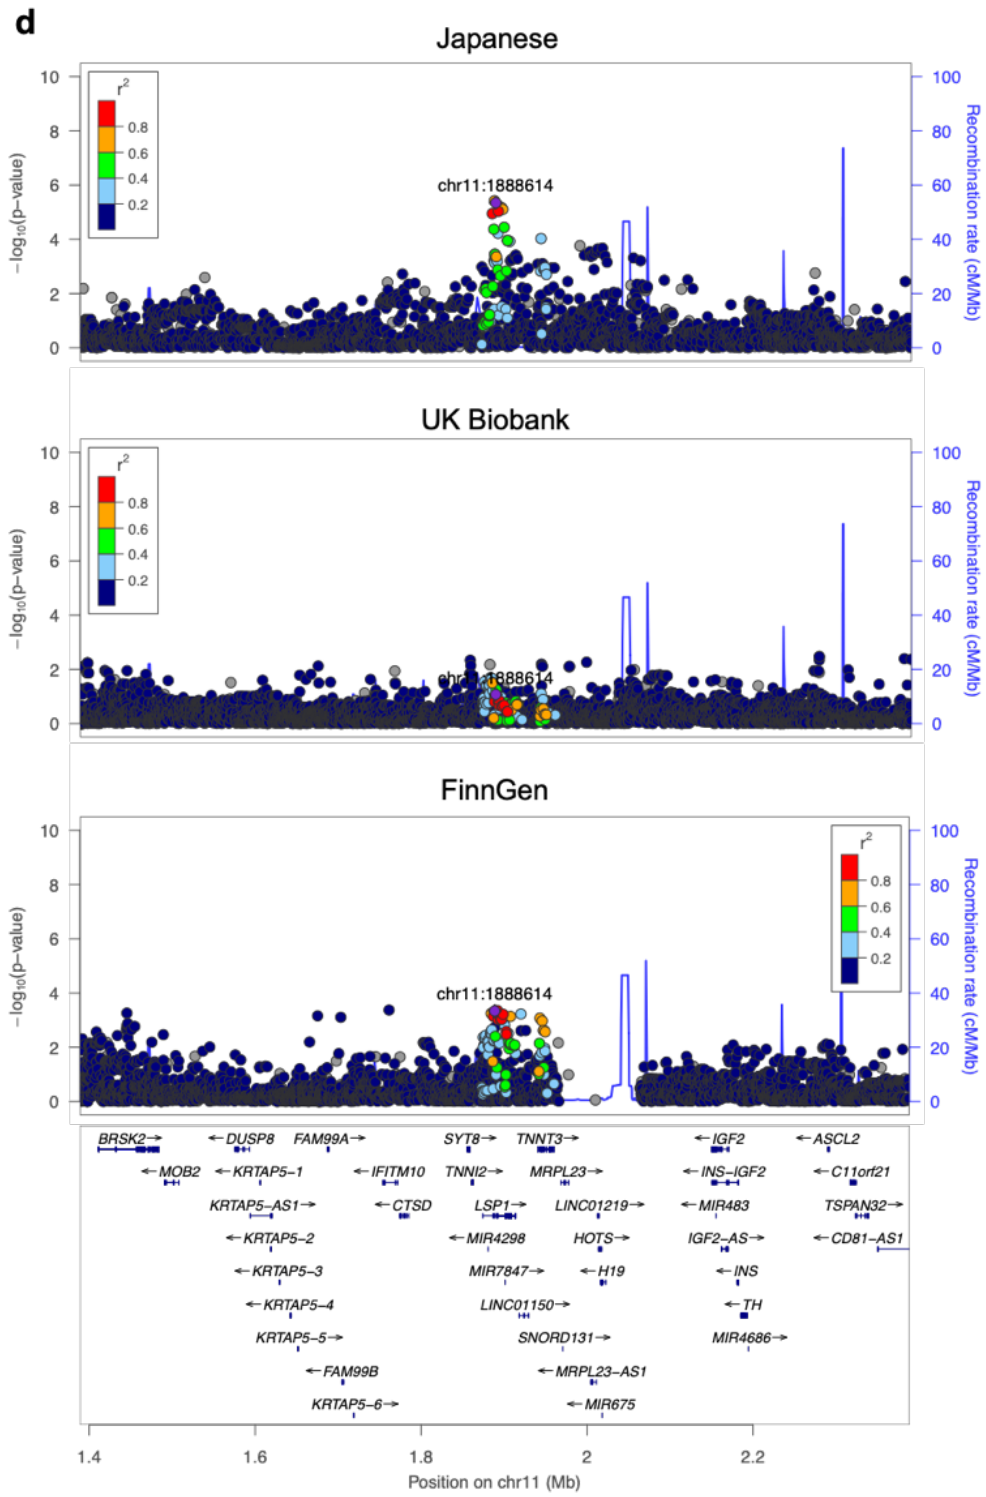 d
Japanese
10 8 6 4 2 0
−log10(p−value)
r2
0.8
0.6
0.4
0.2
chr11:1888614
100 80 60 40 20 0
Recombination rate (cM/Mb)
UK Biobank
10 8 6 4 2 0
−log10(p−value)
r2
0.8
0.6
0.4
0.2
chr11:1888614
100 80 60 40 20 0
Recombination rate (cM/Mb)
FinnGen
10 8 6 4 2 0
−log10(p−value)
r2
0.8
0.6
0.4
0.2
chr11:1888614
100 80 60 40 20 0
Recombination rate (cM/Mb)
BRSK2→ ←DUSP8 FAM99A→ SYT8→ TNNT3→ ←IGF2 ←ASCL2
←MOB2 ←KRTAP5−1 ←IFITM10 TNNI2→ MRPL23→ ←INS−IGF2 ←C11orf21
KRTAP5−AS1→ ←CTSD LSP1→ LINC01219→ ←MIR483 TSPAN32→
←KRTAP5−2 ←MIR4298 HOTS→ IGF2−AS→ ←CD81−AS1
←KRTAP5−3 MIR7847→ ←H19 ←INS
←KRTAP5−4 LINC01150→ ←TH
KRTAP5−5→ SNORD131→ MIR4686→
←FAM99B ←MRPL23−AS1
KRTAP5−6→ ←MIR675
1.4 1.6 1.8 2 2.2
Position on chr11 (Mb)